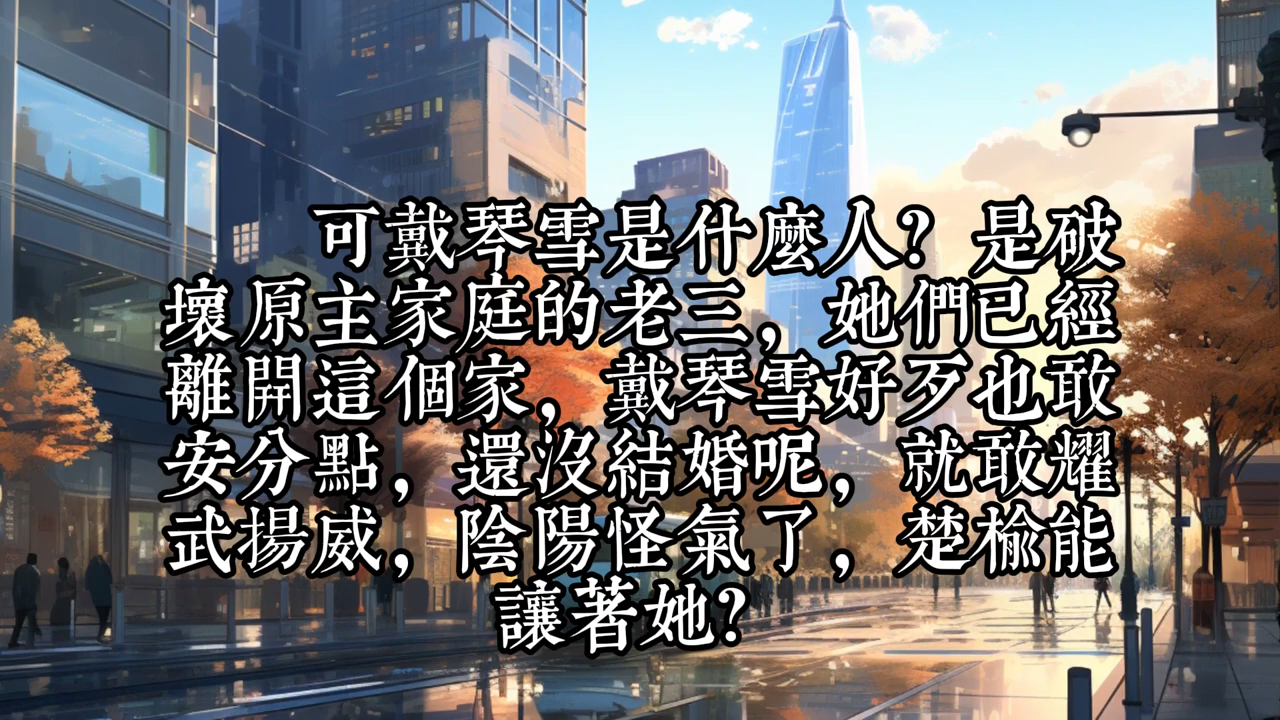 可戴琴雪是什麼人？是破
壞原主家庭的老三，她們已經
離開這個家，戴琴雪好歹也敢
安分點，還沒結婚呢，就敢耀
武揚威，陰陽怪氣了，楚榆能
讓著她？